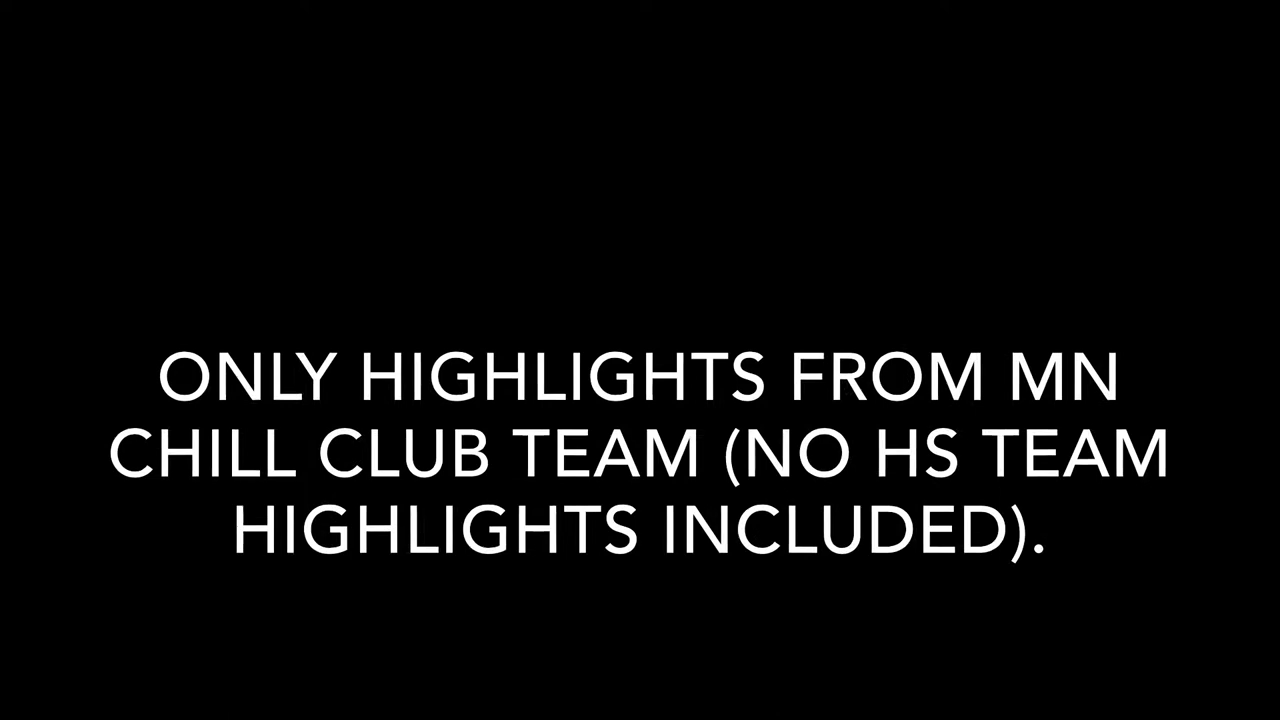 ONLY HIGHLIGHTS FROM MN
CHILL CLUB TEAM (NO HS TEAM
HIGHLIGHTS INCLUDED).